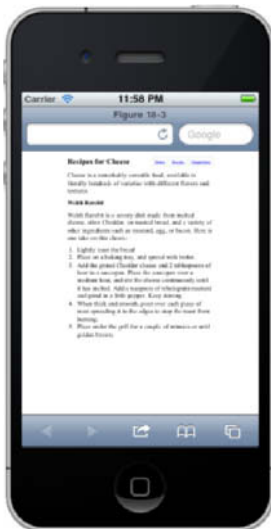 Carrier 11:58 PM
Figure 18-3
Google
Recipes for Cheese
Cheese is a remarkably versatile food, available in
literally hundreds of varieties with different flavors and
textures.
Welsh Rarebit
Welsh Rarebit is a savory dish made from melted
cheese, often Cheddar, on toasted bread, and a variety of
other ingredients such as mustard, egg, or bacon. Here is
one take on this classic.
1. Lightly toast the bread
2. Place on a baking tray, and spread with butter.
3. Add the grated Cheddar cheese and 2 tablespoons of
beer to a saucepan. Place the saucepan over a
medium heat, and stir the cheese continuously until
it has melted. Add a teaspoon of wholegrain mustard
and grind in a little pepper. Keep stirring.
4. When thick and smooth, pour over each piece of
toast spreading it to the edges to stop the toast from
burning.
5. Place under the grill for a couple of minutes or until
golden brown.